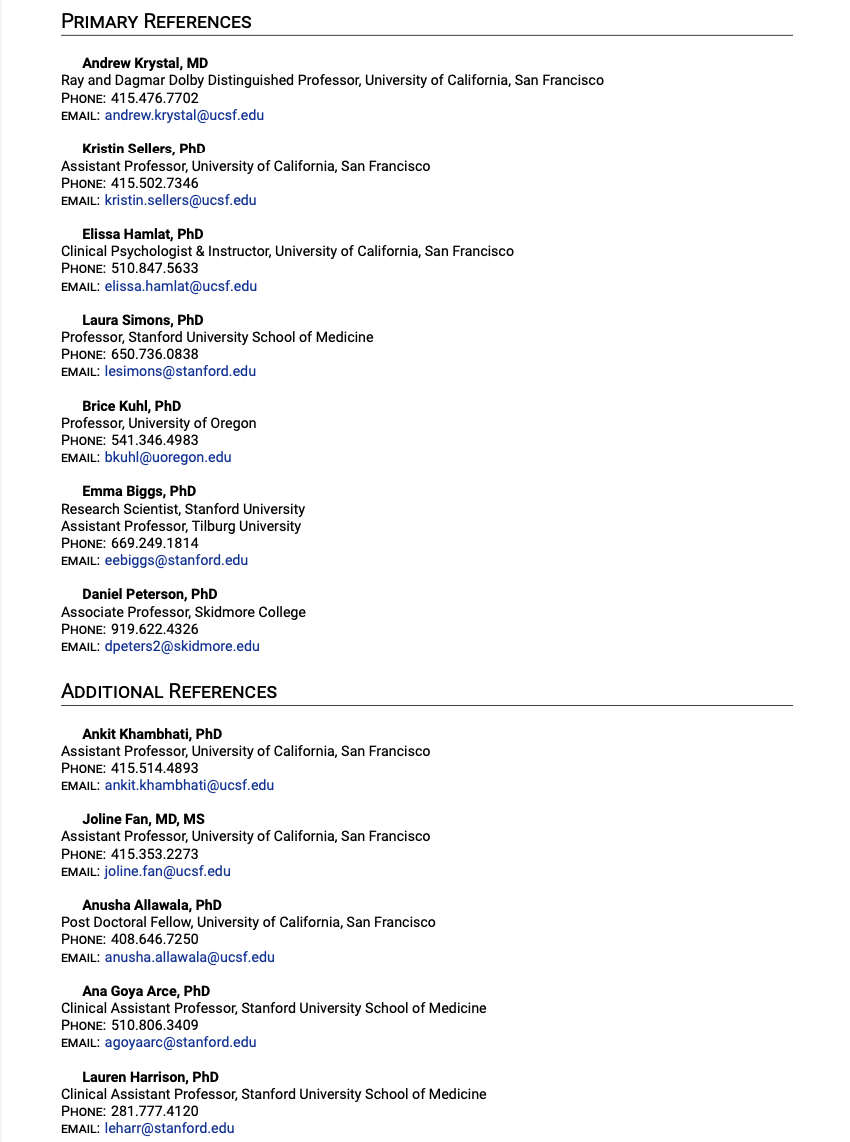 PRIMARY REFERENCES
Andrew Krystal, MD
Ray and Dagmar Dolby Distinguished Professor, University of California, San Francisco
PHONE: 415.476.7702
EMAIL: andrew.krystal@ucsf.edu
Kristin Sellers, PhD
Assistant Professor, University of California, San Francisco
PHONE: 415.502.7346
EMAIL: kristin.sellers@ucsf.edu
Elissa Hamlat, PhD
Clinical Psychologist & Instructor, University of California, San Francisco
PHONE: 510.847.5633
EMAIL: elissa.hamlat@ucsf.edu
Laura Simons, PhD
Professor, Stanford University School of Medicine
PHONE: 650.736.0838
EMAIL: lesimons@stanford.edu
Brice Kuhl, PhD
Professor, University of Oregon
PHONE: 541.346.4983
EMAIL: bkuhl@uoregon.edu
Emma Biggs, PhD
Research Scientist, Stanford University
Assistant Professor, Tilburg University
PHONE: 669.249.1814
EMAIL: eebiggs@stanford.edu
Daniel Peterson, PhD
Associate Professor, Skidmore College
PHONE: 919.622.4326
EMAIL: dpeters2@skidmore.edu
ADDITIONAL REFERENCES
Ankit Khambhati, PhD
Assistant Professor, University of California, San Francisco
PHONE: 415.514.4893
EMAIL: ankit.khambhati@ucsf.edu
Joline Fan, MD, MS
Assistant Professor, University of California, San Francisco
PHONE: 415.353.2273
EMAIL: joline.fan@ucsf.edu
Anusha Allawala, PhD
Post Doctoral Fellow, University of California, San Francisco
PHONE: 408.646.7250
EMAIL: anusha.allawala@ucsf.edu
Ana Goya Arce, PhD
Clinical Assistant Professor, Stanford University School of Medicine
PHONE: 510.806.3409
EMAIL: agoyaarc@stanford.edu
Lauren Harrison, PhD
Clinical Assistant Professor, Stanford University School of Medicine
PHONE: 281.777.4120
EMAIL: leharr@stanford.edu